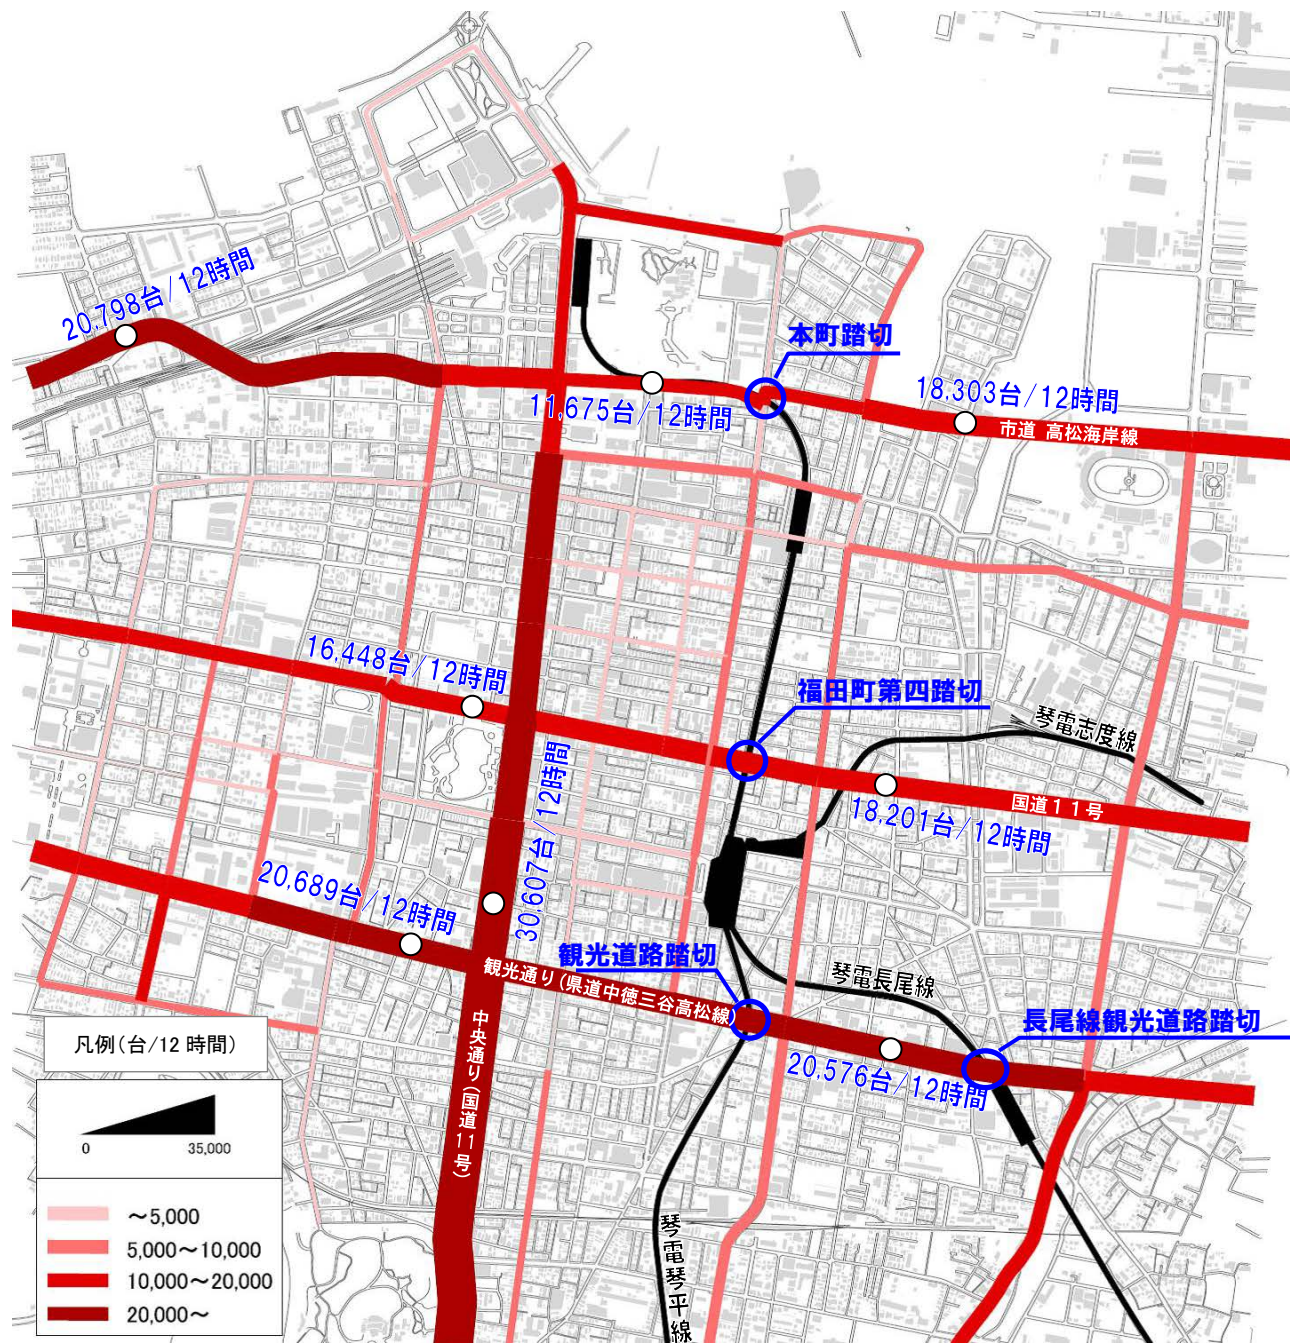 20,798台/12時間
本町踏切
18,303台/12時間
11,675台/12時間
市道 高松海岸線
16,448台/12時間
福田町第四踏切
琴電志度線
30,607台/12時間
国道11号
18,201台/12時間
20,689台/12時間
観光道路踏切
観光通り(県道中徳三谷高松線)
琴電長尾線
長尾線観光道路踏切
中央通り(国道11号)
20,576台/12時間
琴電琴平線
凡例(台/12 時間)
0
35,000
～5,000
5,000～10,000
10,000～20,000
20,000～